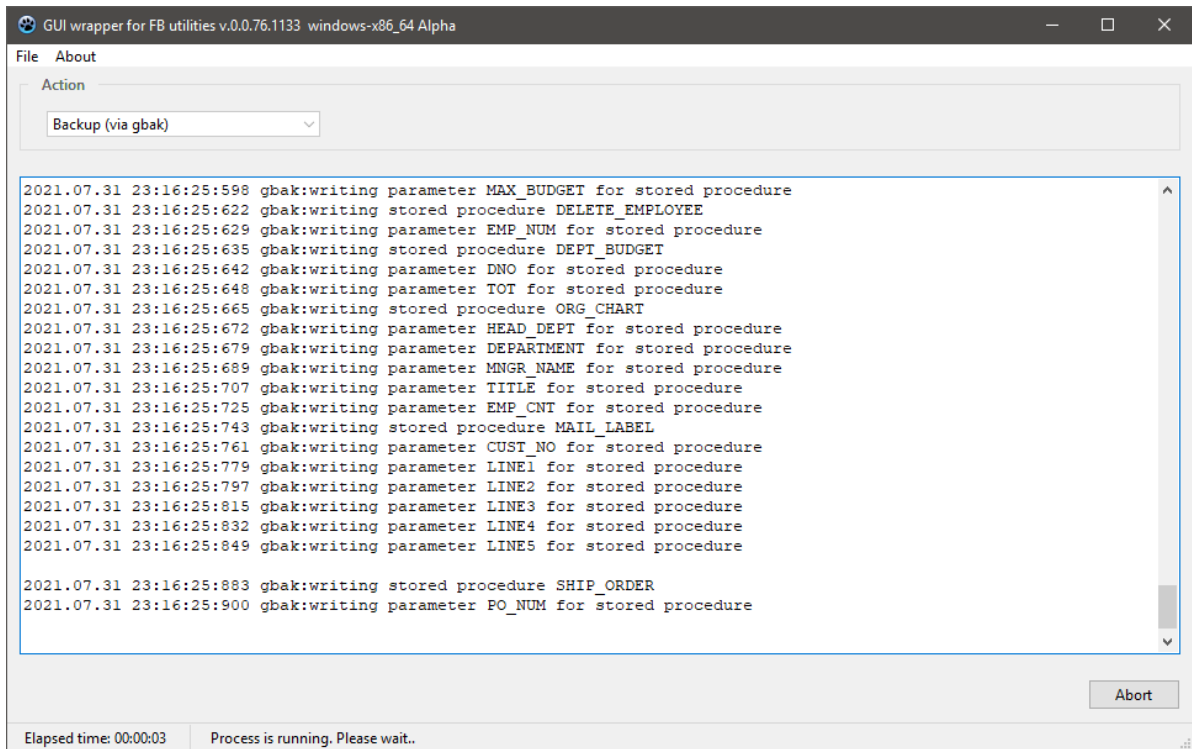 GUI wrapper for FB utilities v.0.0.76.1133 windows-x86_64 Alpha
File About
Action
Backup (via gbak)
2021.07.31 23:16:25:598 gbak:writing parameter MAX_BUDGET for stored procedure
2021.07.31 23:16:25:622 gbak:writing stored procedure DELETE_EMPLOYEE
2021.07.31 23:16:25:629 gbak:writing parameter EMP_NUM for stored procedure
2021.07.31 23:16:25:635 gbak:writing stored procedure DEPT_BUDGET
2021.07.31 23:16:25:642 gbak:writing parameter DNO for stored procedure
2021.07.31 23:16:25:648 gbak:writing parameter TOT for stored procedure
2021.07.31 23:16:25:665 gbak:writing stored procedure ORG_CHART
2021.07.31 23:16:25:672 gbak:writing parameter HEAD_DEPT for stored procedure
2021.07.31 23:16:25:679 gbak:writing parameter DEPARTMENT for stored procedure
2021.07.31 23:16:25:689 gbak:writing parameter MNGR_NAME for stored procedure
2021.07.31 23:16:25:707 gbak:writing parameter TITLE for stored procedure
2021.07.31 23:16:25:725 gbak:writing parameter EMP_CNT for stored procedure
2021.07.31 23:16:25:743 gbak:writing stored procedure MAIL_LABEL
2021.07.31 23:16:25:761 gbak:writing parameter CUST_NO for stored procedure
2021.07.31 23:16:25:779 gbak:writing parameter LINE1 for stored procedure
2021.07.31 23:16:25:797 gbak:writing parameter LINE2 for stored procedure
2021.07.31 23:16:25:815 gbak:writing parameter LINE3 for stored procedure
2021.07.31 23:16:25:832 gbak:writing parameter LINE4 for stored procedure
2021.07.31 23:16:25:849 gbak:writing parameter LINE5 for stored procedure
2021.07.31 23:16:25:883 gbak:writing stored procedure SHIP_ORDER
2021.07.31 23:16:25:900 gbak:writing parameter PO_NUM for stored procedure
Abort
Elapsed time: 00:00:03 Process is running. Please wait..